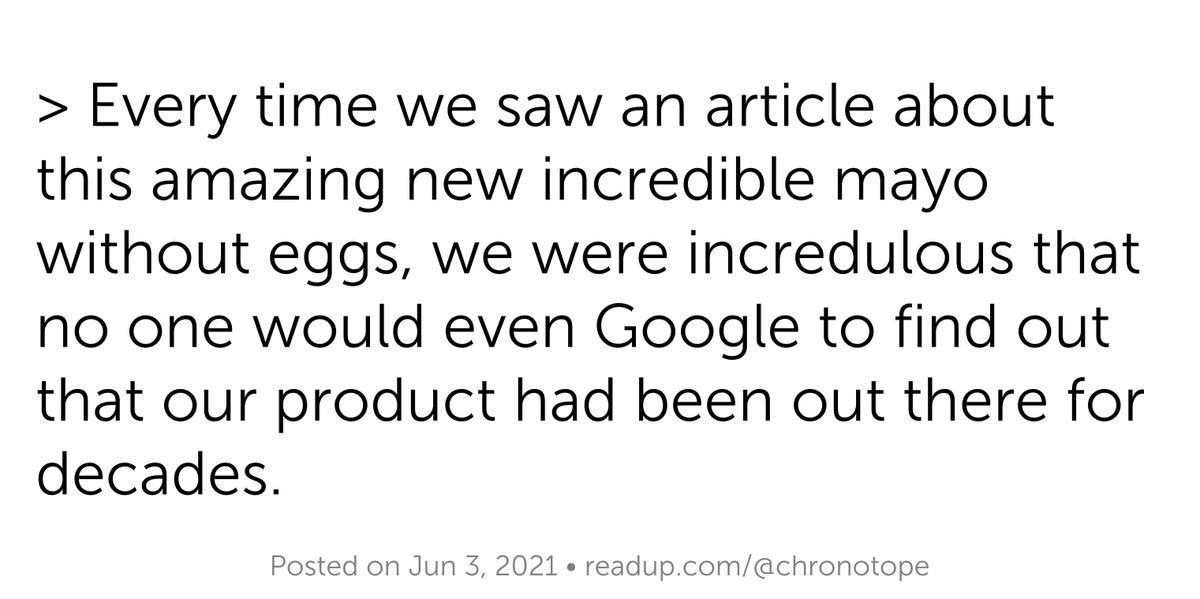 > Every time we saw an article about
this amazing new incredible mayo
without eggs, we were incredulous that
no one would even Google to find out
that our product had been out there for
decades.
Posted on Jun 3, 2021 • readup.com/@chronotope